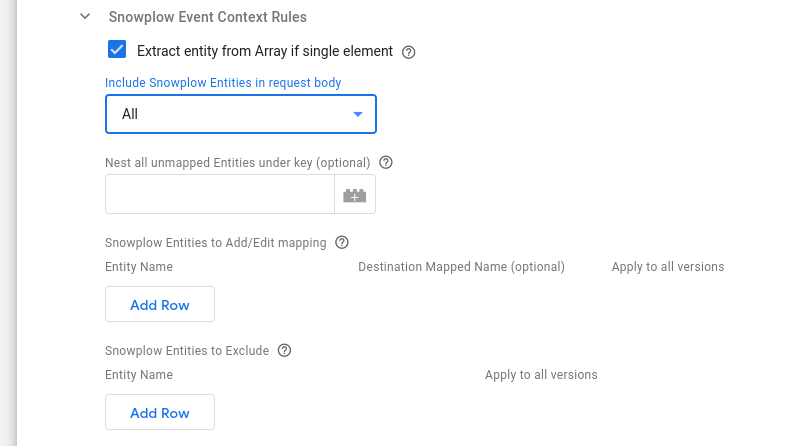 Snowplow Event Context Rules
Extract entity from Array if single element
Include Snowplow Entities in request body
All
Nest all unmapped Entities under key (optional)
Snowplow Entities to Add/Edit mapping
Entity Name Destination Mapped Name (optional) Apply to all versions
Add Row
Snowplow Entities to Exclude
Entity Name Apply to all versions
Add Row